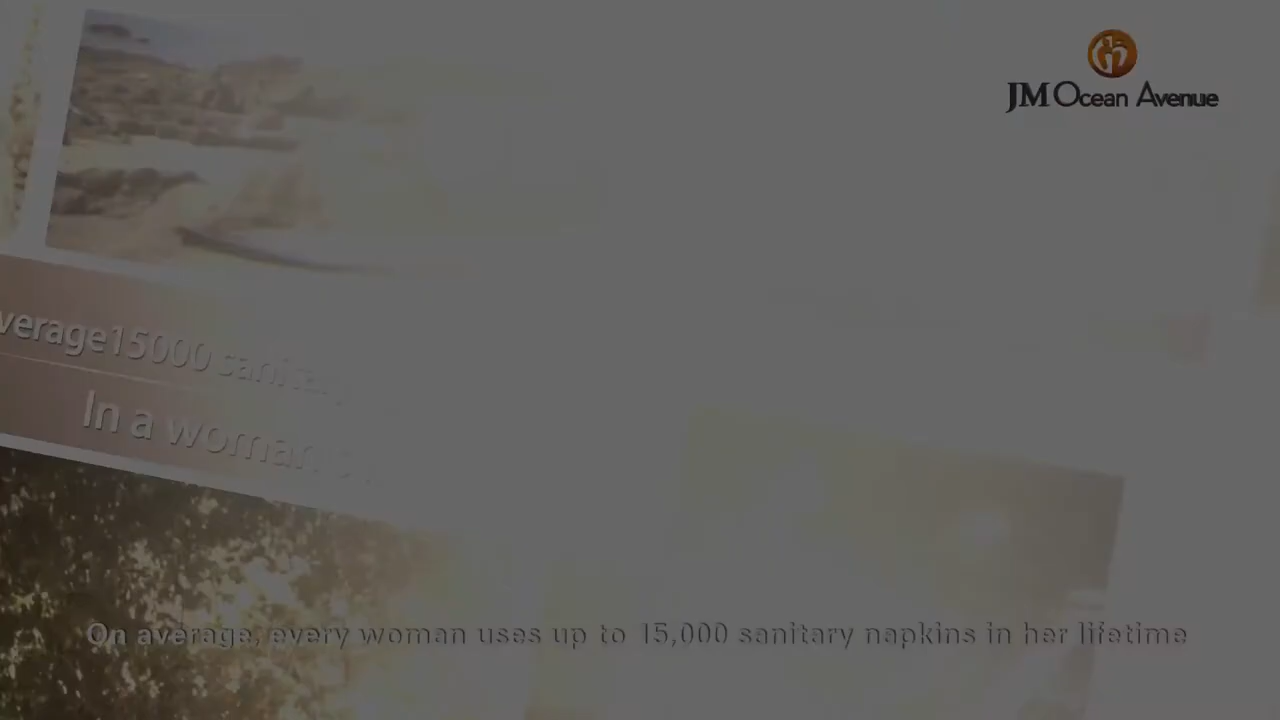 JM Ocean Avenue
verage15000 sanitary
In a woman's
On average, every woman uses up to 15,000 sanitary napkins in her lifetime